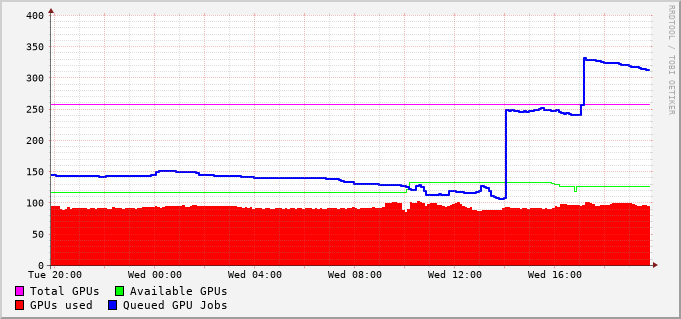 400
350
300
250
200
150
100
50
0
Tue 20:00 Wed 00:00 Wed 04:00 Wed 08:00 Wed 12:00 Wed 16:00
Total GPUs Available GPUs
GPUs used Queued GPU Jobs
RRDTOOL / TOBI OETIKER